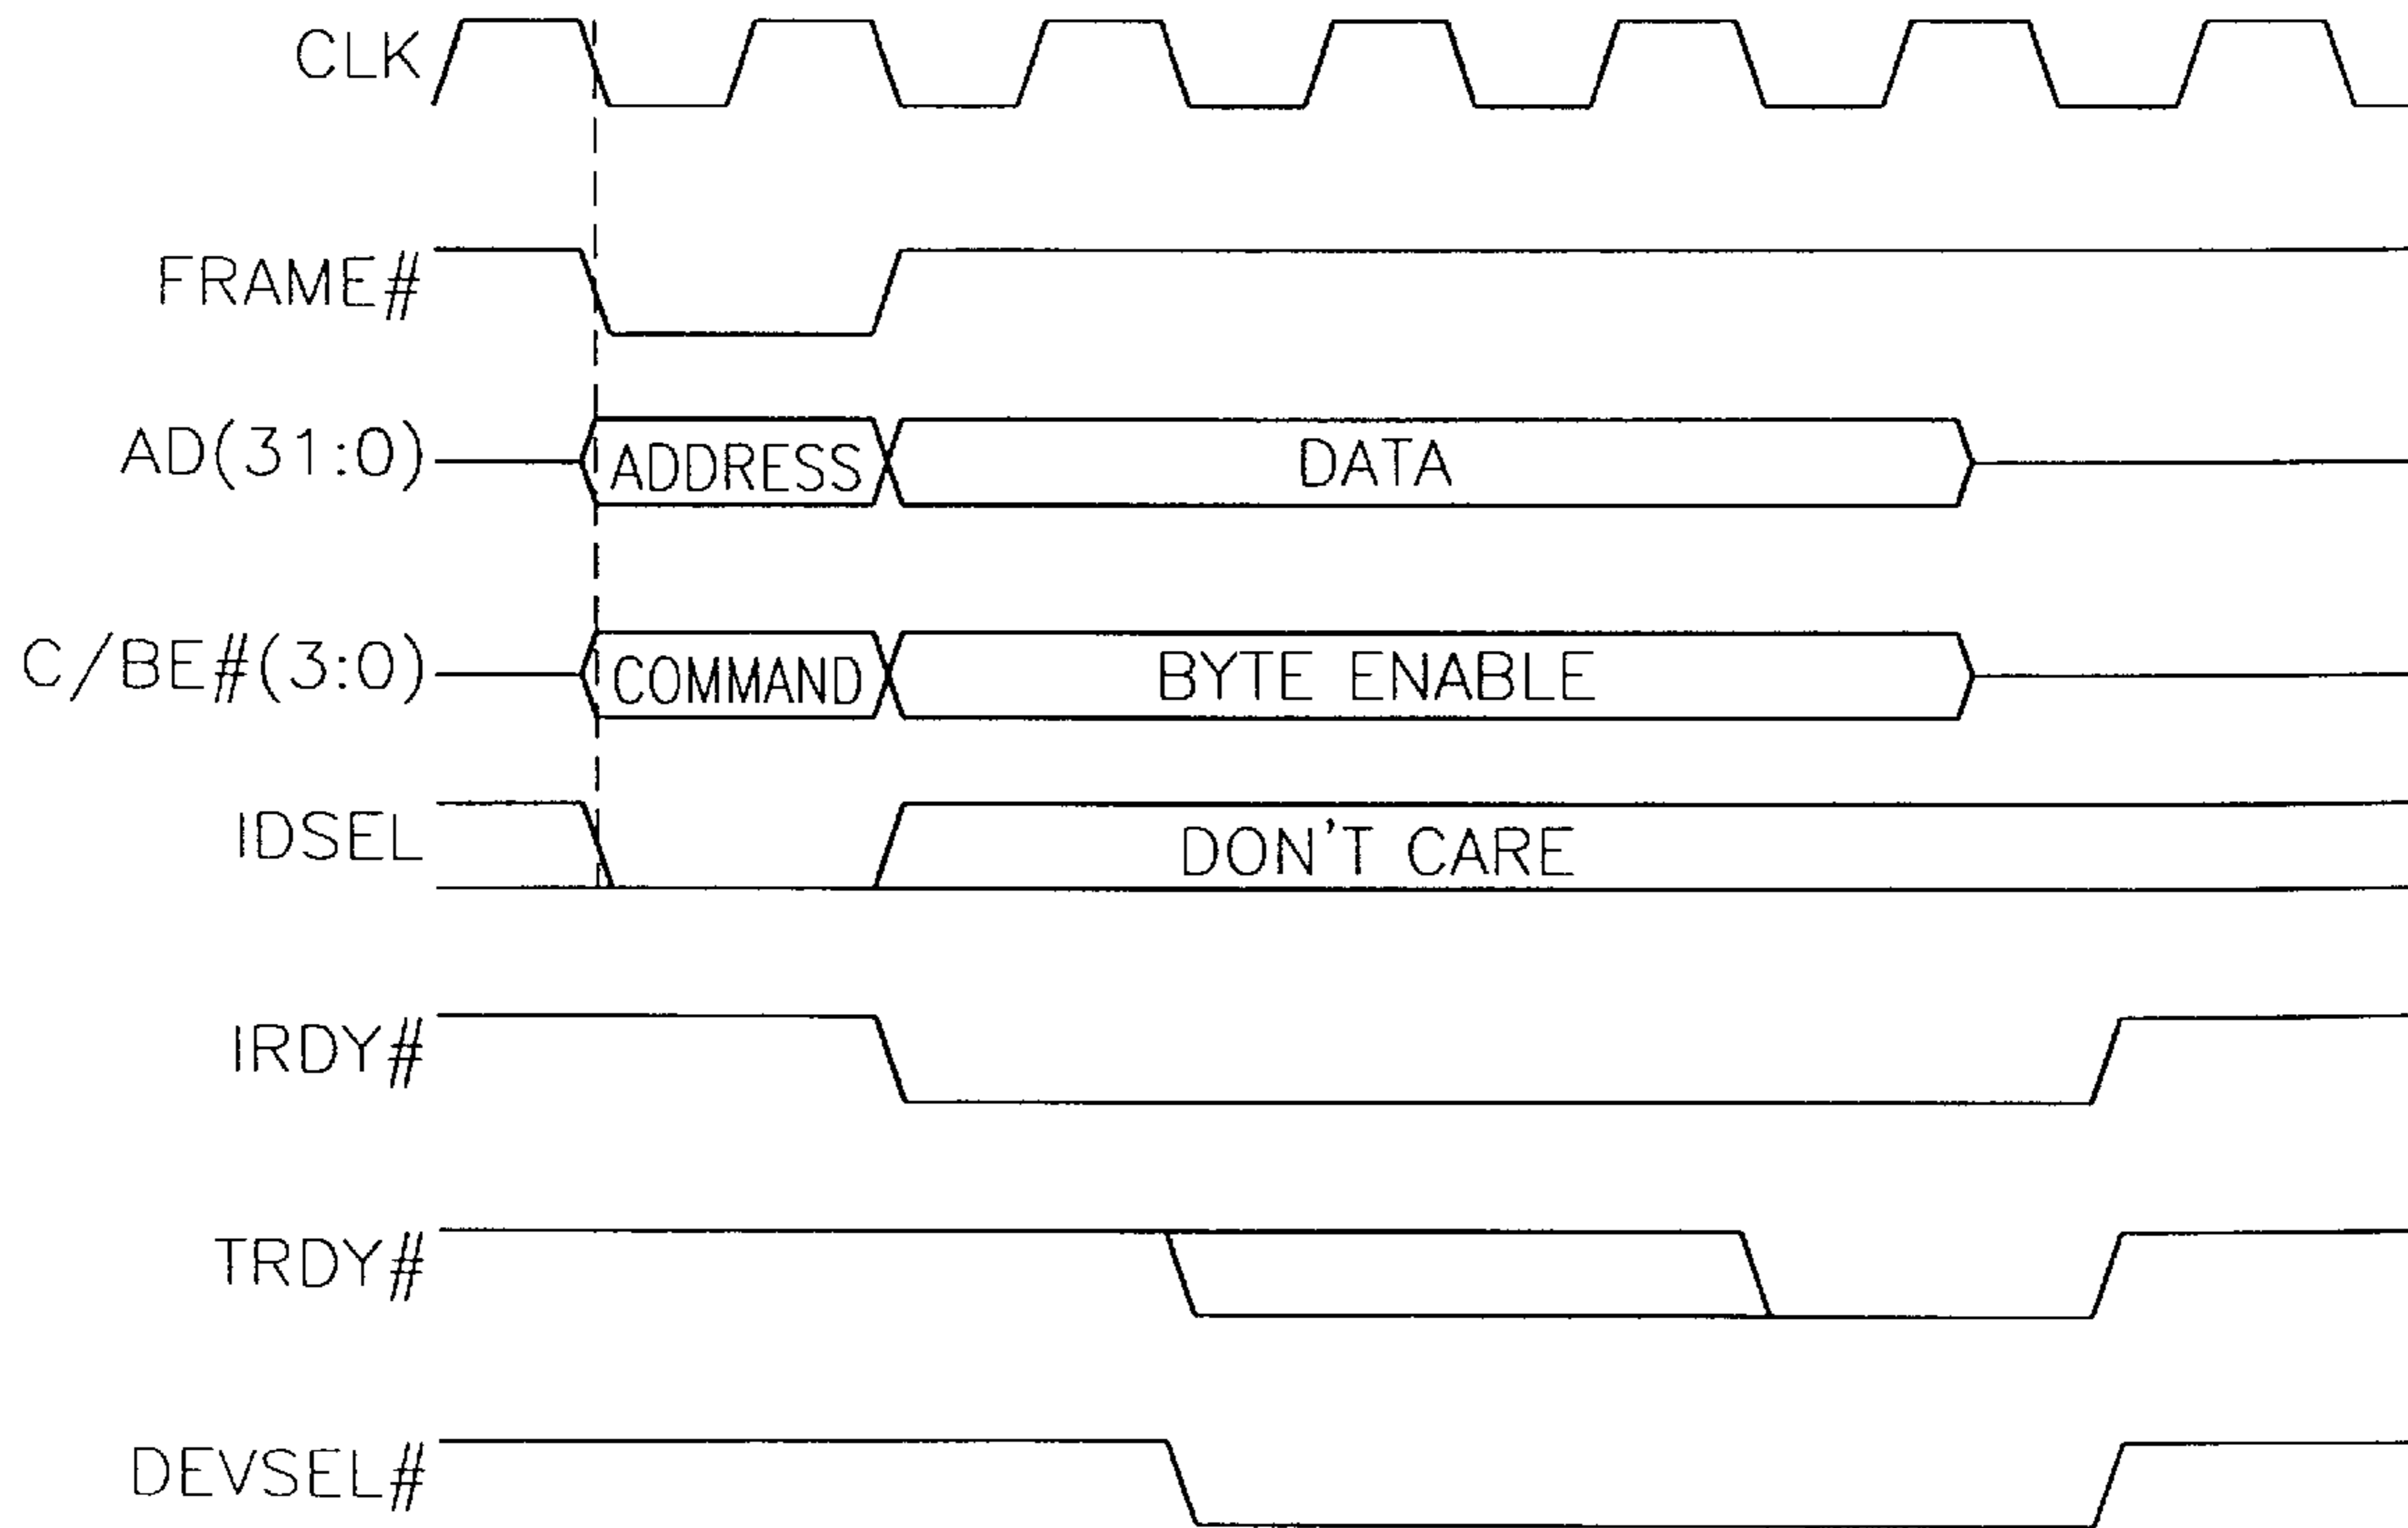 CLK
FRAME#
AD(31:0) ADDRESS DATA
C/BE#(3:0) COMMAND BYTE ENABLE
IDSEL DON'T CARE
IRDY#
TRDY#
DEVSEL#